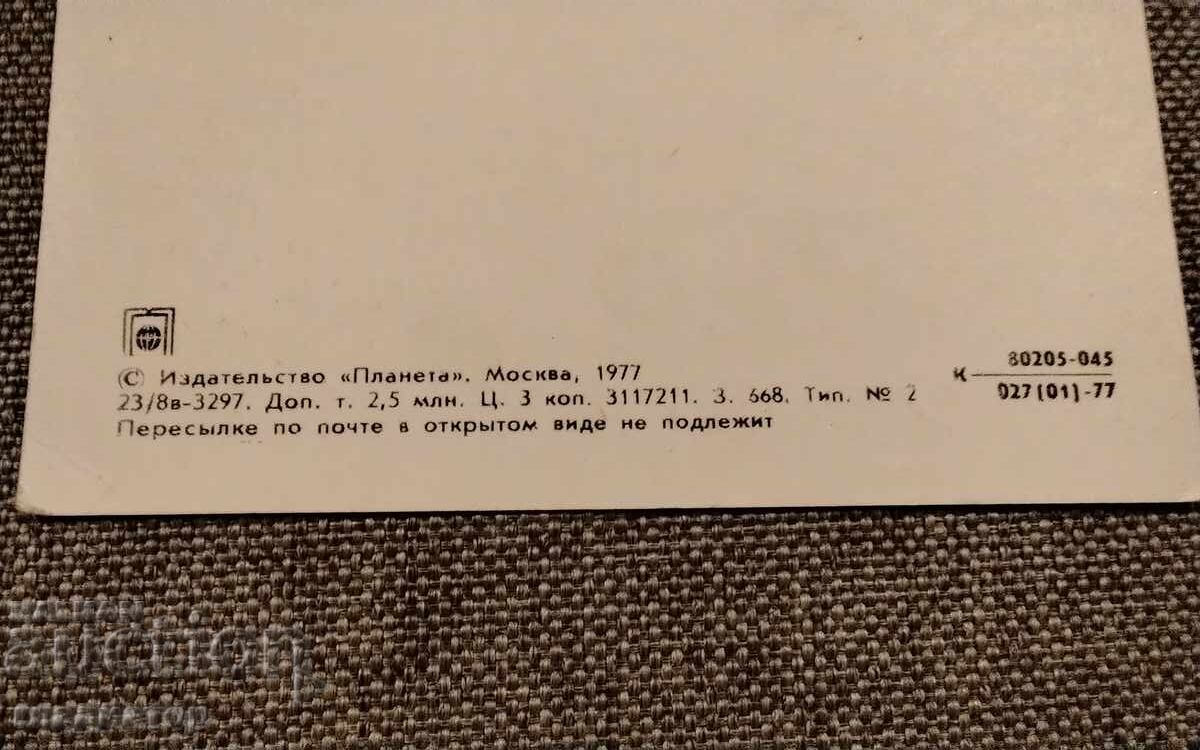 © Издательство «Планета». Москва, 1977
23/8в-3297. Доп. т. 2,5 млн. Ц. 3 коп. 3117211. З. 668. Тип. № 2
Пересылке по почте в открытом виде не подлежит
К 80205-045
027(01)-77
auction